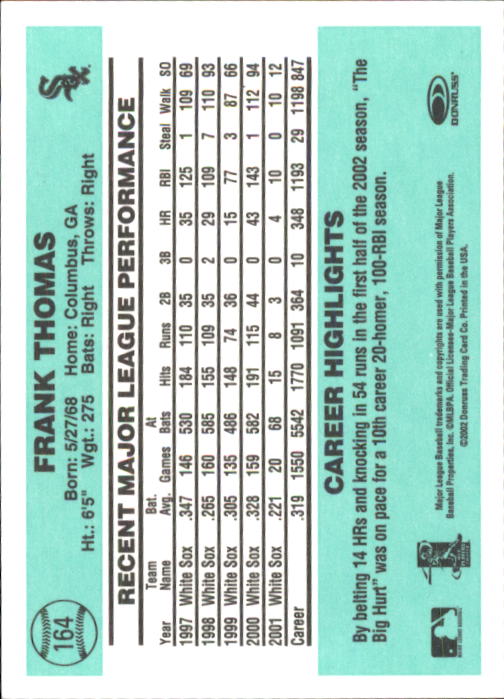 164
FRANK THOMAS
Born: 5/27/68 Home: Columbus, GA
Ht.: 6'5" Wgt.: 275 Bats: Right Throws: Right
Sox
RECENT MAJOR LEAGUE PERFORMANCE
Year Team Name Bat. Avg. Games At Bats Hits Runs 2B 3B HR RBI Steal Walk SO
1997 White Sox .347 146 530 184 110 35 0 35 125 1 109 69
1998 White Sox .265 160 585 155 109 35 2 29 109 7 110 93
1999 White Sox .305 135 486 148 74 36 0 15 77 3 87 66
2000 White Sox .328 159 582 191 115 44 0 43 143 1 112 94
2001 White Sox .221 20 68 15 8 3 0 4 10 0 10 12
Career .319 1550 5542 1770 1091 364 10 348 1193 29 1198 847
CAREER HIGHLIGHTS
By belting 14 HRs and knocking in 54 runs in the first half of the 2002 season, "The
Big Hurt" was on pace for a 10th career 20-homer, 100-RBI season.
Major League Baseball trademarks and copyrights are used with permission of Major League
Baseball Properties, Inc. ©MLBPA. Official Licensee-Major League Baseball Players Association.
©2002 Donruss Trading Card Co. Printed in the USA.
DONRUSS